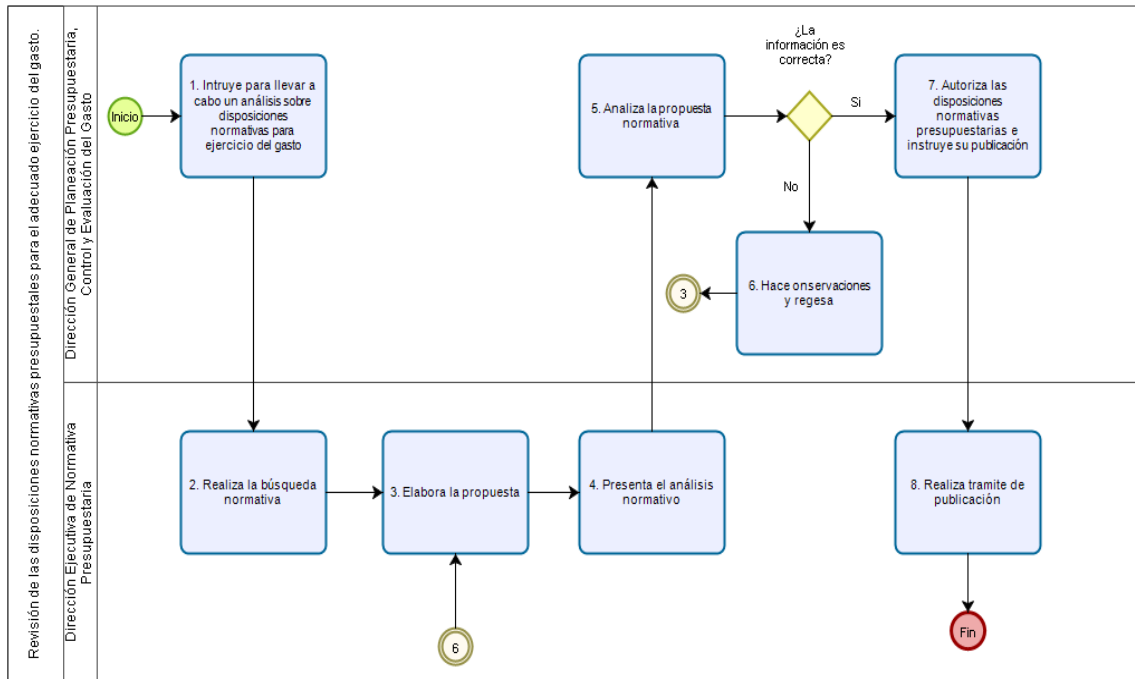 Revisión de las disposiciones normativas presupuestales para el adecuado ejercicio del gasto.
Dirección General de Planeación Presupuestaria,
Control y Evaluación del Gasto
Inicio
1. Intruye para llevar a
cabo un análisis sobre
disposiciones
normativas para
ejercicio del gasto
5. Analiza la propuesta
normativa
¿La
información es
correcta?
Si
No
7. Autoriza las
disposiciones
normativas
presupuestarias e
instruye su publicación
3
6. Hace onservaciones
y regesa
Dirección Ejecutiva de Normativa
Presupuestaria
2. Realiza la búsqueda
normativa
3. Elabora la propuesta
4. Presenta el análisis
normativo
8. Realiza tramite de
publicación
6
Fin